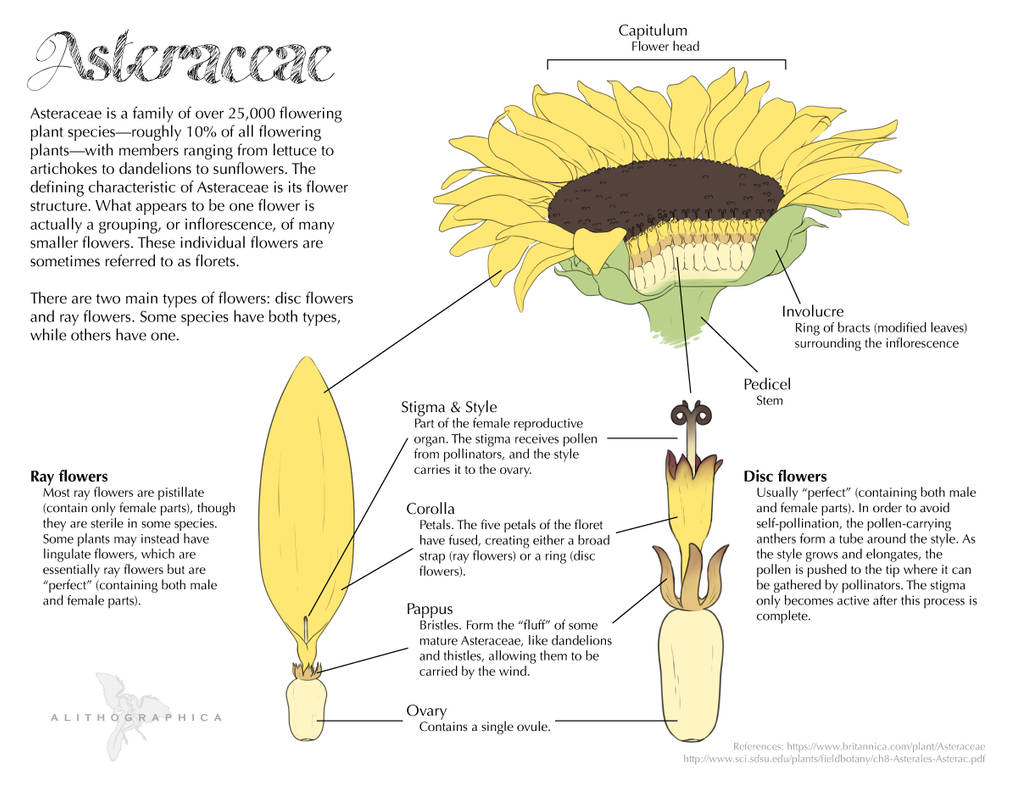 Asteraceae
Asteraceae is a family of over 25,000 flowering
plant species—roughly 10% of all flowering
plants—with members ranging from lettuce to
artichokes to dandelions to sunflowers. The
defining characteristic of Asteraceae is its flower
structure. What appears to be one flower is
actually a grouping, or inflorescence, of many
smaller flowers. These individual flowers are
sometimes referred to as florets.
There are two main types of flowers: disc flowers
and ray flowers. Some species have both types,
while others have one.
Capitulum
Flower head
Involucre
Ring of bracts (modified leaves)
surrounding the inflorescence
Pedicel
Stem
Stigma & Style
Part of the female reproductive
organ. The stigma receives pollen
from pollinators, and the style
carries it to the ovary.
Ray flowers
Most ray flowers are pistillate
(contain only female parts), though
they are sterile in some species.
Some plants may instead have
lingulate flowers, which are
essentially ray flowers but are
“perfect” (containing both male
and female parts).
Corolla
Petals. The five petals of the floret
have fused, creating either a broad
strap (ray flowers) or a ring (disc
flowers).
Disc flowers
Usually “perfect” (containing both male
and female parts). In order to avoid
self-pollination, the pollen-carrying
anthers form a tube around the style. As
the style grows and elongates, the
pollen is pushed to the tip where it can
be gathered by pollinators. The stigma
only becomes active after this process is
complete.
Pappus
Bristles. Form the “fluff” of some
mature Asteraceae, like dandelions
and thistles, allowing them to be
carried by the wind.
Ovary
Contains a single ovule.
ALITHOGRAPHICA
References: https://www.britannica.com/plant/Asteraceae
http://www.sci.sdsu.edu/plants/fieldbotany/ch8-Asterales-Asterac.pdf